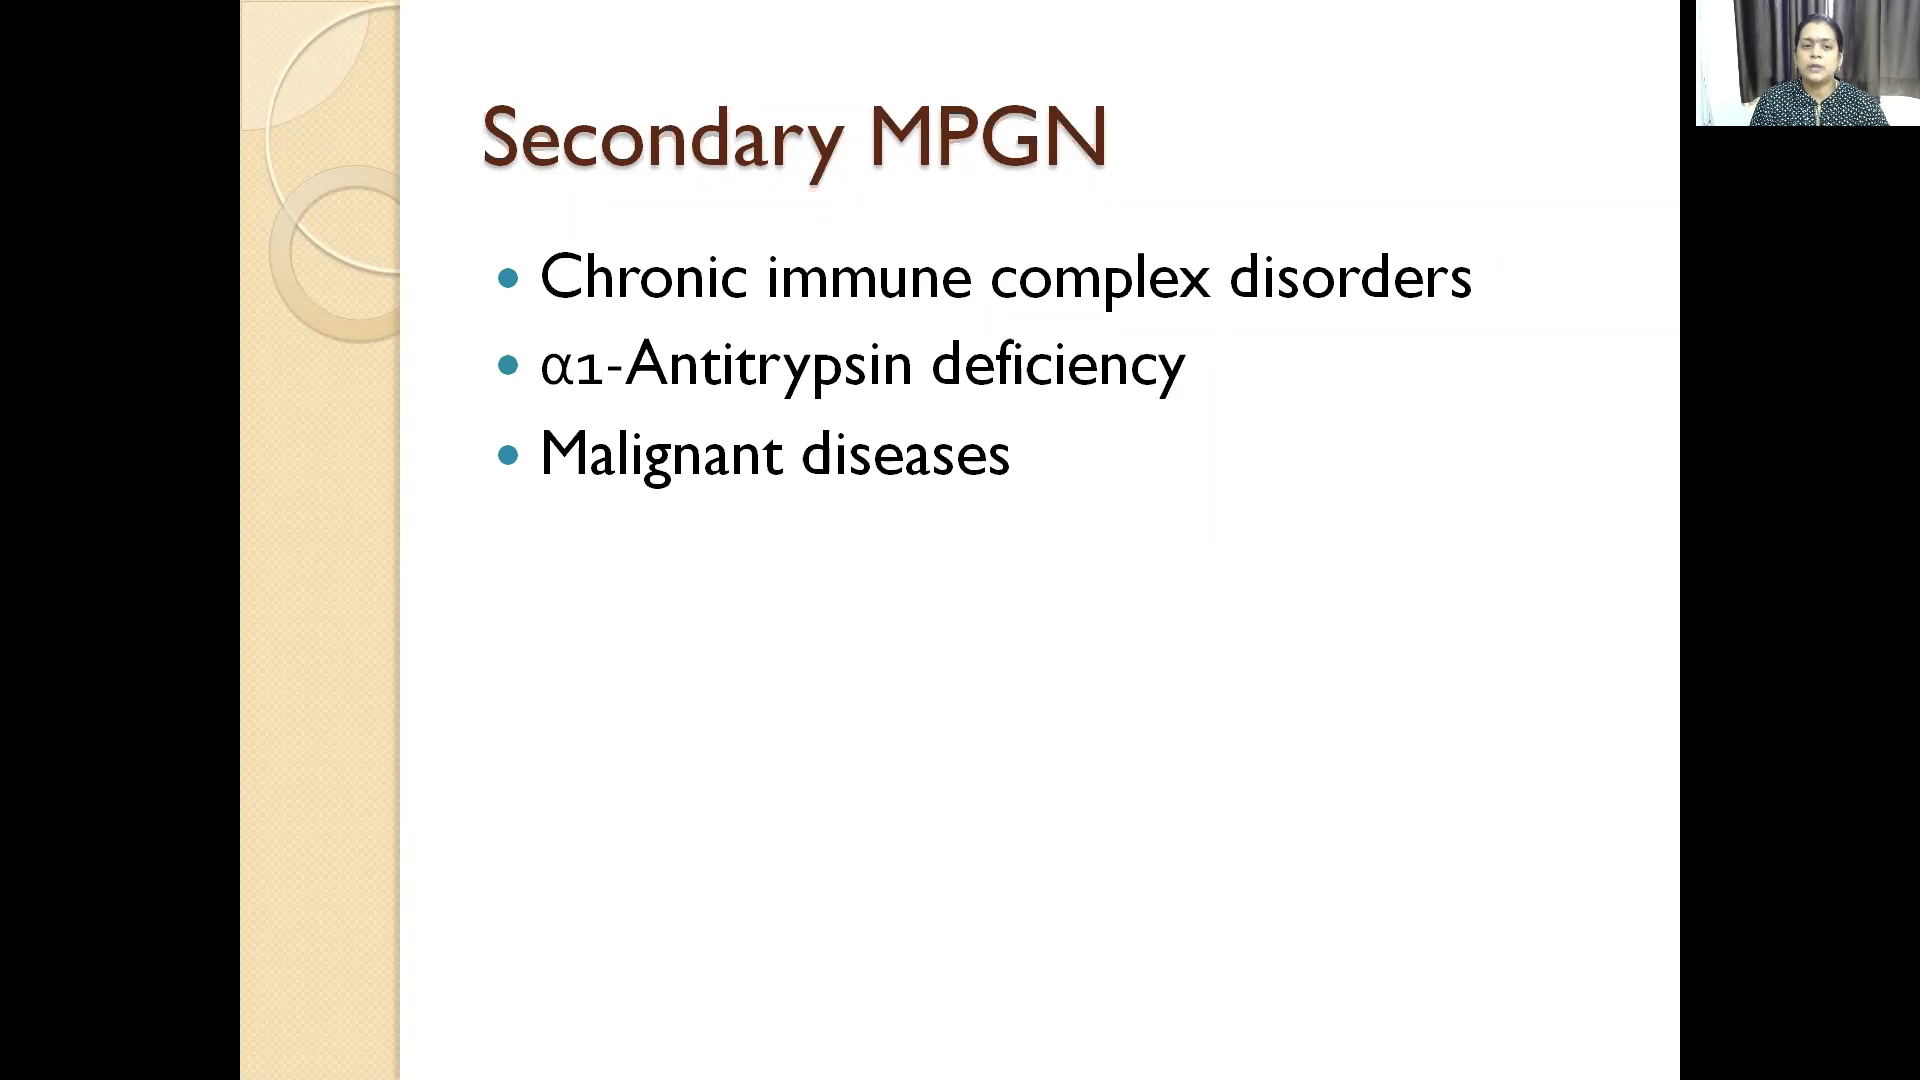 Secondary MPGN
• Chronic immune complex disorders
• α1-Antitrypsin deficiency
• Malignant diseases